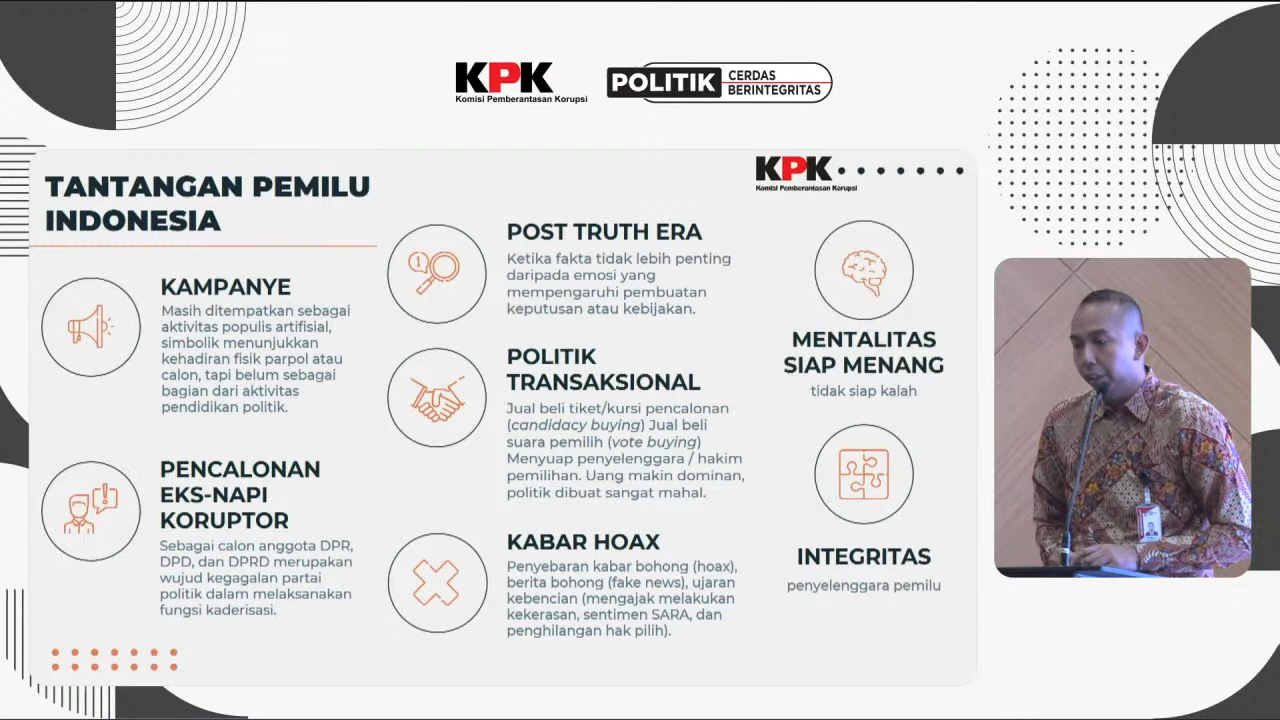 KPK
Komisi Pemberantasan Korupsi
POLITIK
CERDAS
BERINTEGRITAS
KPK
Komisi Pemberantasan Korupsi
TANTANGAN PEMILU
INDONESIA
KAMPANYE
Masih ditempatkan sebagai
aktivitas populis artifisial,
simbolik menunjukkan
kehadiran fisik parpol atau
calon, tapi belum sebagai
bagian dari aktivitas
pendidikan politik.
PENCALONAN
EKS-NAPI
KORUPTOR
Sebagai calon anggota DPR,
DPD, dan DPRD merupakan
wujud kegagalan partai
politik dalam melaksanakan
fungsi kaderisasi.
POST TRUTH ERA
Ketika fakta tidak lebih penting
daripada emosi yang
mempengaruhi pembuatan
keputusan atau kebijakan.
POLITIK
TRANSAKSIONAL
Jual beli tiket/kursi pencalonan
(candidacy buying) Jual beli
suara pemilih (vote buying)
Menyuap penyelenggara / hakim
pemilihan. Uang makin dominan,
politik dibuat sangat mahal.
KABAR HOAX
Penyebaran kabar bohong (hoax),
berita bohong (fake news), ujaran
kebencian (mengajak melakukan
kekerasan, sentimen SARA, dan
penghilangan hak pilih).
MENTALITAS
SIAP MENANG
tidak siap kalah
INTEGRITAS
penyelenggara pemilu